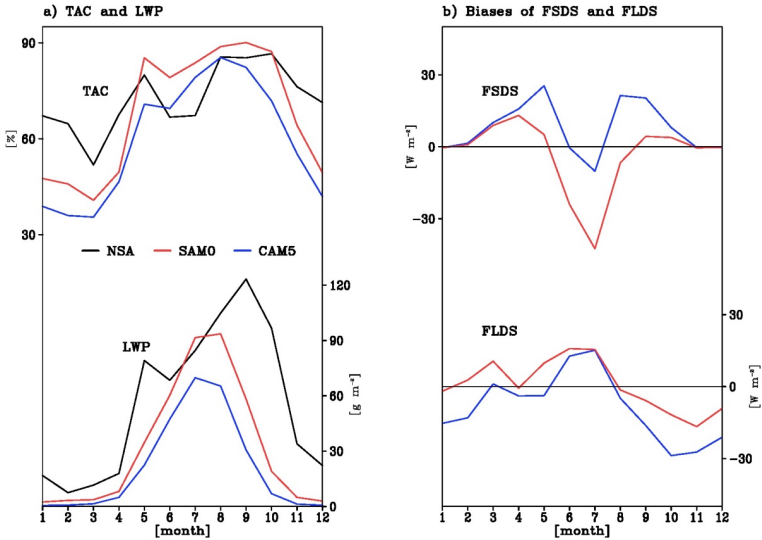 a) TAC and LWP
90
TAC
60
[%]
30
NSA SAM0 CAM5
120
LWP
90
60
[g m⁻²]
30
0
1 2 3 4 5 6 7 8 9 10 11 12
[month]
b) Biases of FSDS and FLDS
30
FSDS
0
[W m⁻²]
−30
30
FLDS
0
[W m⁻²]
−30
1 2 3 4 5 6 7 8 9 10 11 12
[month]